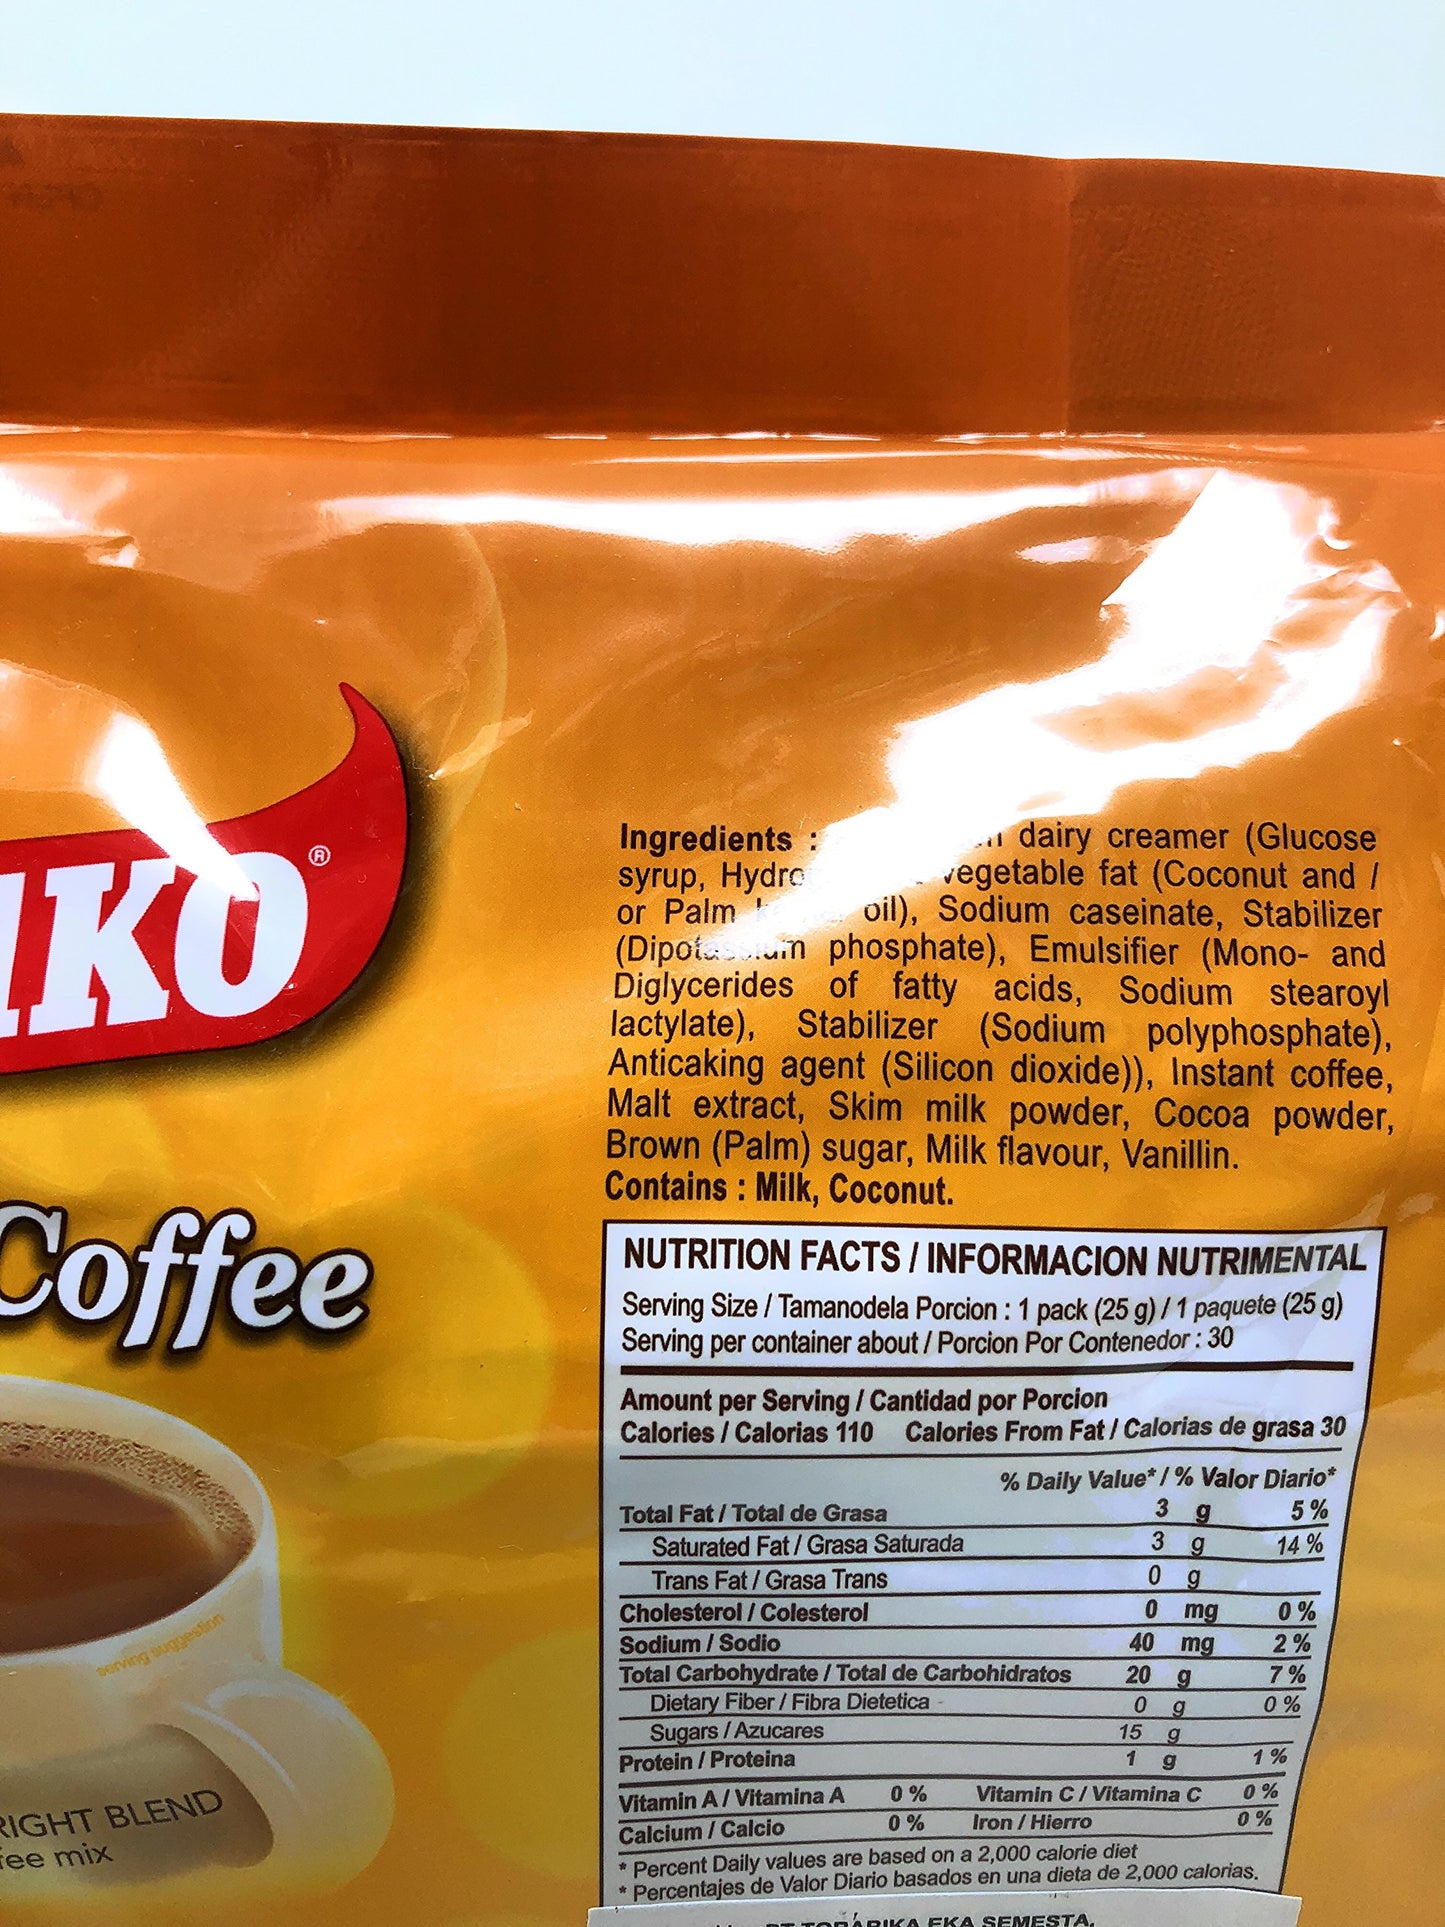 IKO®
Coffee
serving suggestion
RIGHT BLEND
fee mix
Ingredients : dairy creamer (Glucose
syrup, vegetable fat (Coconut and /
or Palm oil), Sodium caseinate, Stabilizer
(Dipotassium phosphate), Emulsifier (Mono- and
Diglycerides of fatty acids, Sodium stearoyl
lactylate), Stabilizer (Sodium polyphosphate),
Anticaking agent (Silicon dioxide)), Instant coffee,
Malt extract, Skim milk powder, Cocoa powder,
Brown (Palm) sugar, Milk flavour, Vanillin.
Contains : Milk, Coconut.
NUTRITION FACTS / INFORMACION NUTRIMENTAL
Serving Size / Tamanodela Porcion : 1 pack (25 g) / 1 paquete (25 g)
Serving per container about / Porcion Por Contenedor : 30
Amount per Serving / Cantidad por Porcion
Calories / Calorias 110 Calories From Fat / Calorias de grasa 30
% Daily Value* / % Valor Diario*
Total Fat / Total de Grasa 3 g 5 %
Saturated Fat / Grasa Saturada 3 g 14 %
Trans Fat / Grasa Trans 0 g
Cholesterol / Colesterol 0 mg 0 %
Sodium / Sodio 40 mg 2 %
Total Carbohydrate / Total de Carbohidratos 20 g 7 %
Dietary Fiber / Fibra Dietetica - 0 g 0 %
Sugars / Azucares 15 g
Protein / Proteina 1 g 1 %
Vitamin A / Vitamina A 0 % Vitamin C / Vitamina C 0 %
Calcium / Calcio 0 % Iron / Hierro 0 %
* Percent Daily values are based on a 2,000 calorie diet
* Percentajes de Valor Diario basados en una dieta de 2,000 calorias.
PT TORABIKA EKA SEMESTA,